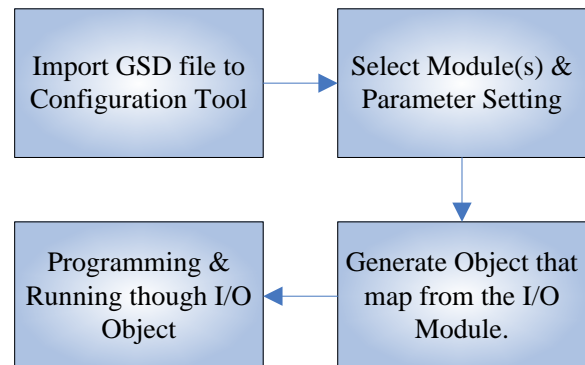 Import GSD file to
Configuration Tool
Select Module(s) &
Parameter Setting
Generate Object that
map from the I/O
Module.
Programming &
Running though I/O
Object